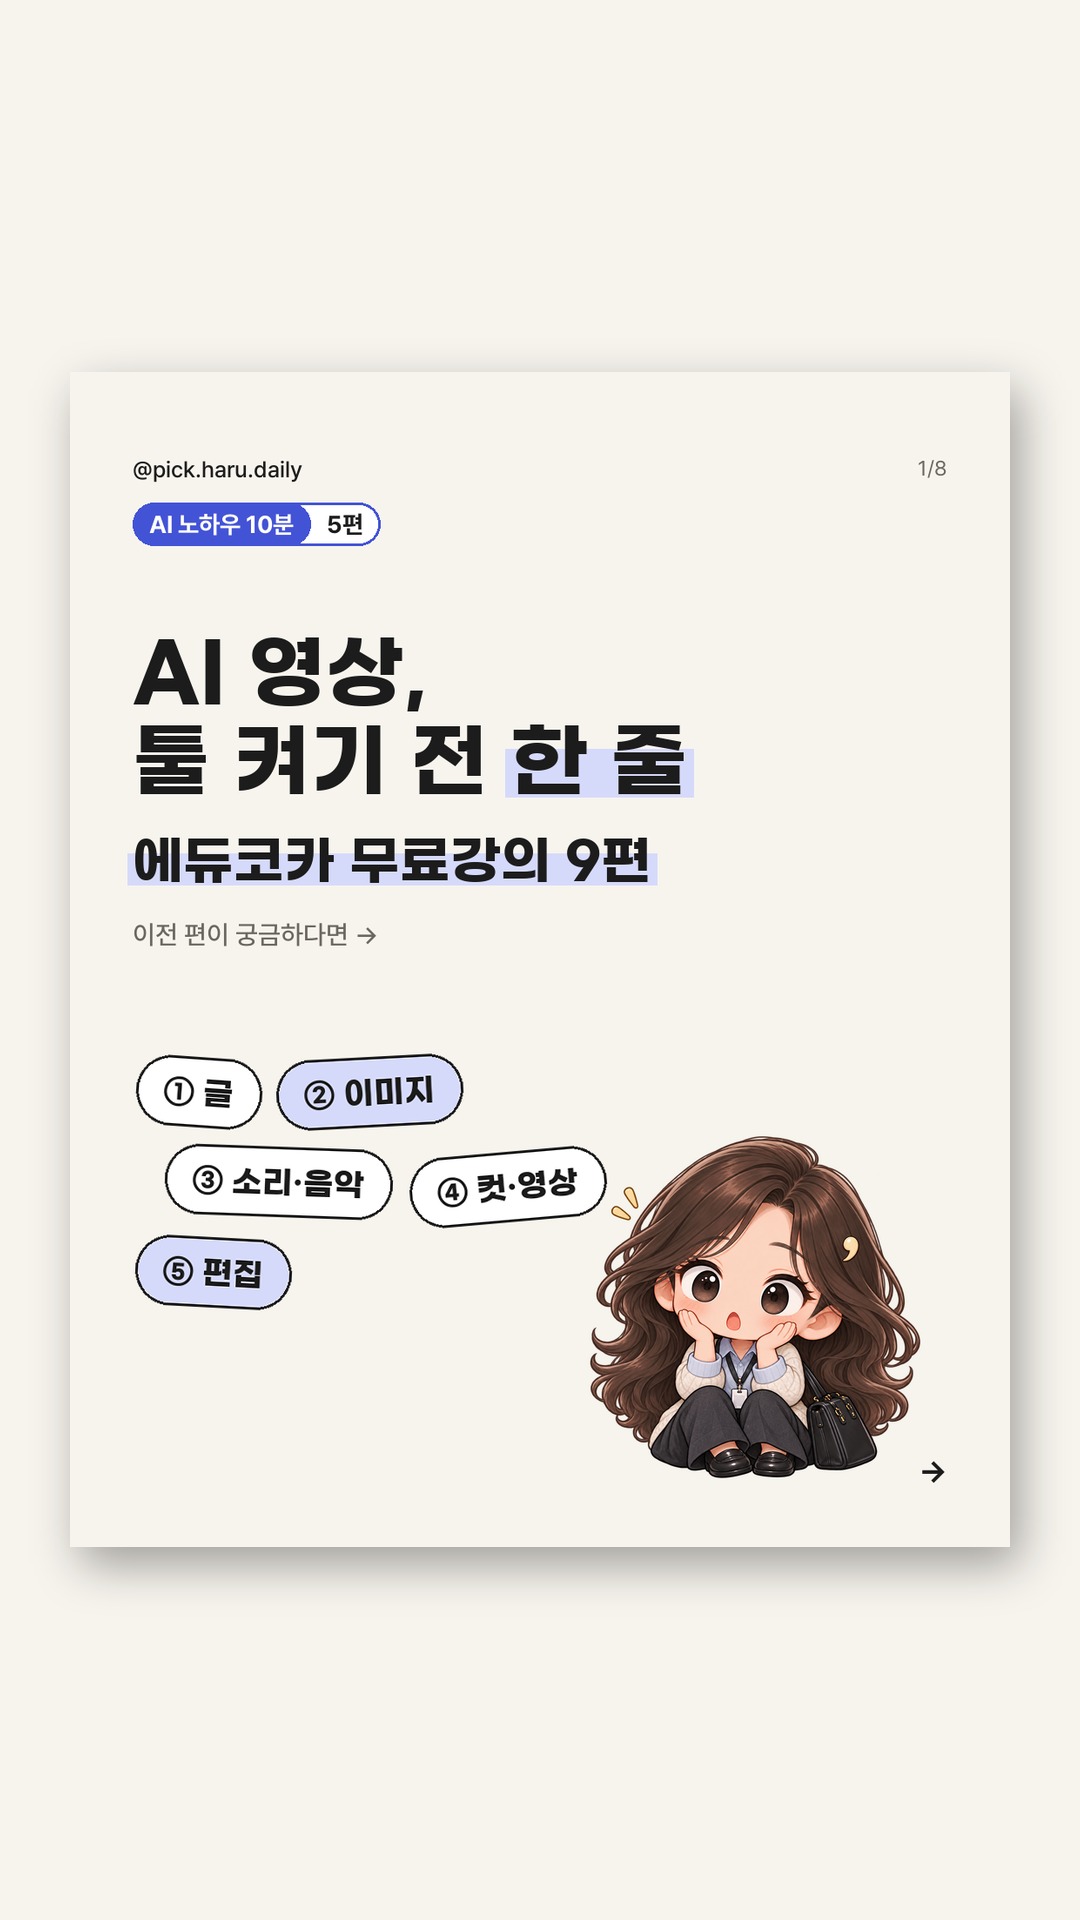 @pick.haru.daily
1/8
AI 노하우 10분 5편
AI 영상,
툴 켜기 전 한 줄
에듀코카 무료강의 9편
이전 편이 궁금하다면 →
① 글 ② 이미지
③ 소리·음악 ④ 컷·영상
⑤ 편집
→